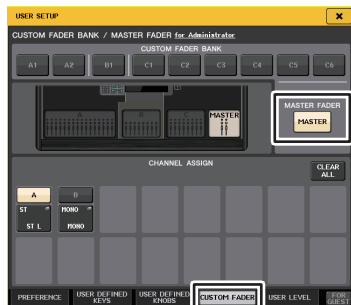 USER SETUP
CUSTOM FADER BANK / MASTER FADER for Administrator
CUSTOM FADER BANK
A1 A2 B1 C1 C2 C3 C4 C5 C6
A B C MASTER
MASTER FADER
MASTER
CHANNEL ASSIGN
CLEAR ALL
A B
ST MONO
ST L MONO
PREFERENCE
USER DEFINED KEYS
USER DEFINED KNOBS
CUSTOM FADER
USER LEVEL
FOR GUEST